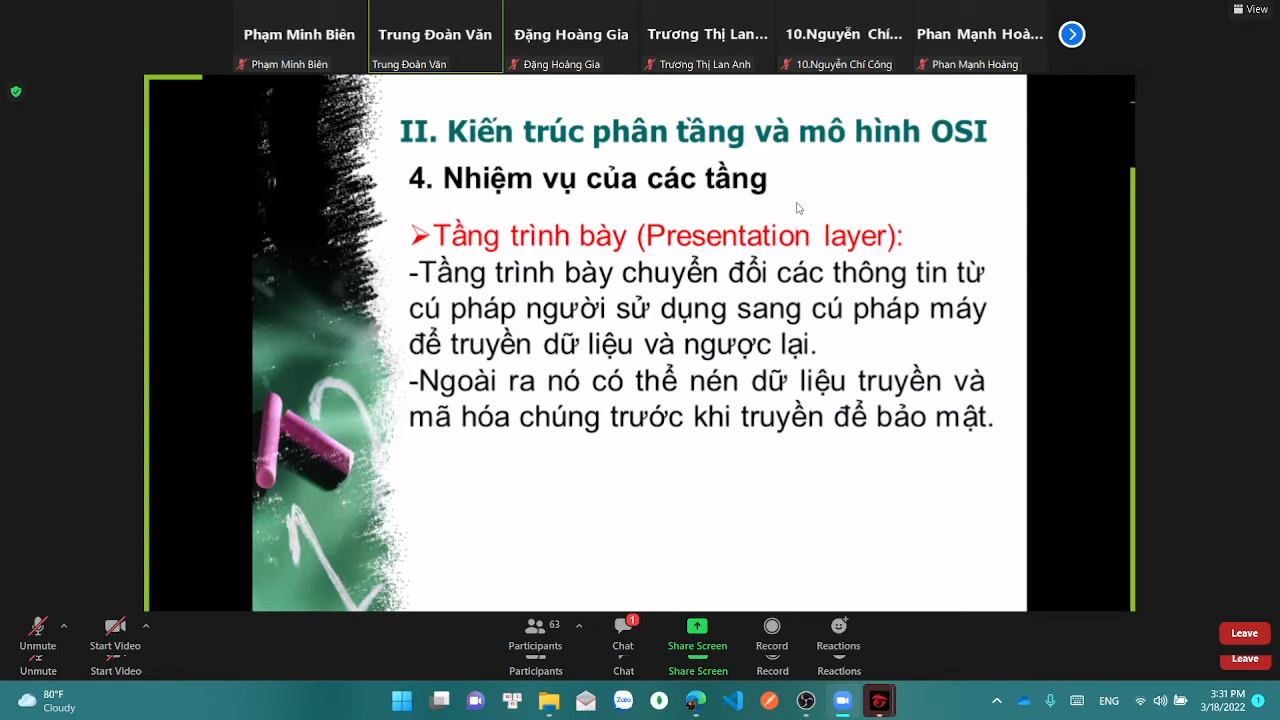 View
Phạm Minh Biên
Trung Đoàn Văn
Đặng Hoàng Gia
Trương Thị Lan...
10.Nguyễn Chí...
Phan Mạnh Hoà...
Phạm Minh Biên
Trung Đoàn Văn
Đặng Hoàng Gia
Trương Thị Lan Anh
10.Nguyễn Chí Công
Phan Mạnh Hoàng
II. Kiến trúc phân tầng và mô hình OSI
4. Nhiệm vụ của các tầng
➢Tầng trình bày (Presentation layer):
-Tầng trình bày chuyển đổi các thông tin từ
cú pháp người sử dụng sang cú pháp máy
để truyền dữ liệu và ngược lại.
-Ngoài ra nó có thể nén dữ liệu truyền và
mã hóa chúng trước khi truyền để bảo mật.
63
1
Unmute
Start Video
Participants
Chat
Share Screen
Record
Reactions
Leave
Unmute
Start Video
Participants
Chat
Share Screen
Record
Reactions
Leave
80°F
Cloudy
Zalo
ENG
3:31 PM
3/18/2022
1